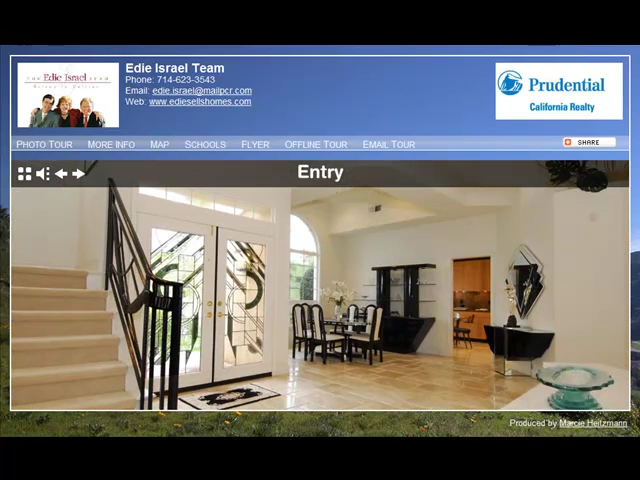 THE Edie Israel TEAM
Edie Israel Team
Phone: 714-623-3543
Email: edie.israel@mailpcr.com
Web: www.ediesellshomes.com
Prudential
California Realty
PHOTO TOUR MORE INFO MAP SCHOOLS FLYER OFFLINE TOUR EMAIL TOUR
SHARE
Entry
Produced by Marcie Heitzmann